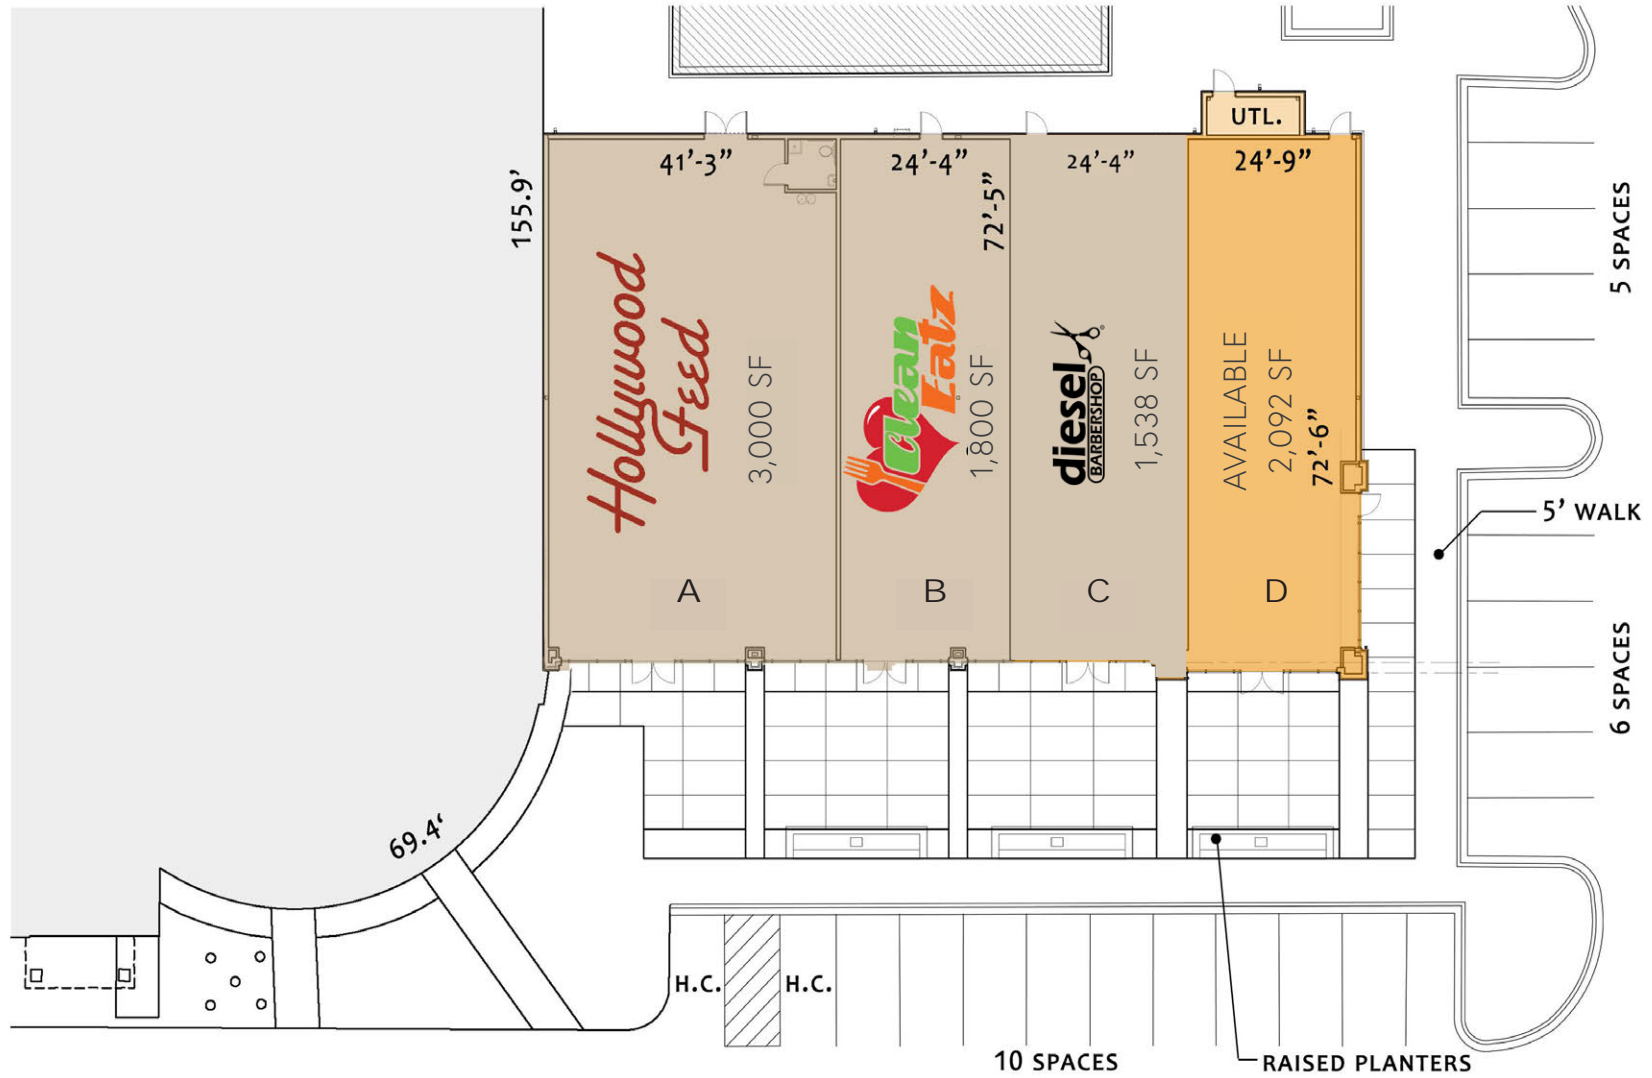 UTL.
41'-3"
24'-4"
24'-4"
24'-9"
155.9'
72'-5"
5 SPACES
Hollywood
Feed
3,000 SF
Clean
Eatz
1,800 SF
diesel
BARBERSHOP
1,538 SF
AVAILABLE
2,092 SF
72'-6"
5' WALK
A
B
C
D
6 SPACES
69.4'
H.C.
H.C.
10 SPACES
RAISED PLANTERS